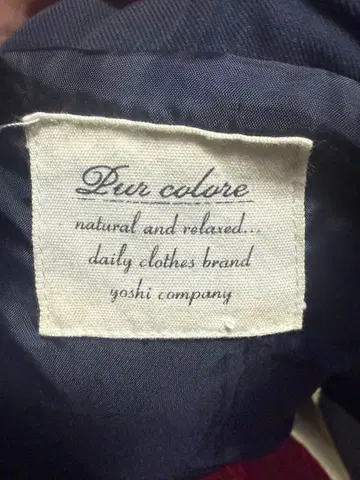 Pur colore
natural and relaxed...
daily clothes brand
yoshi company